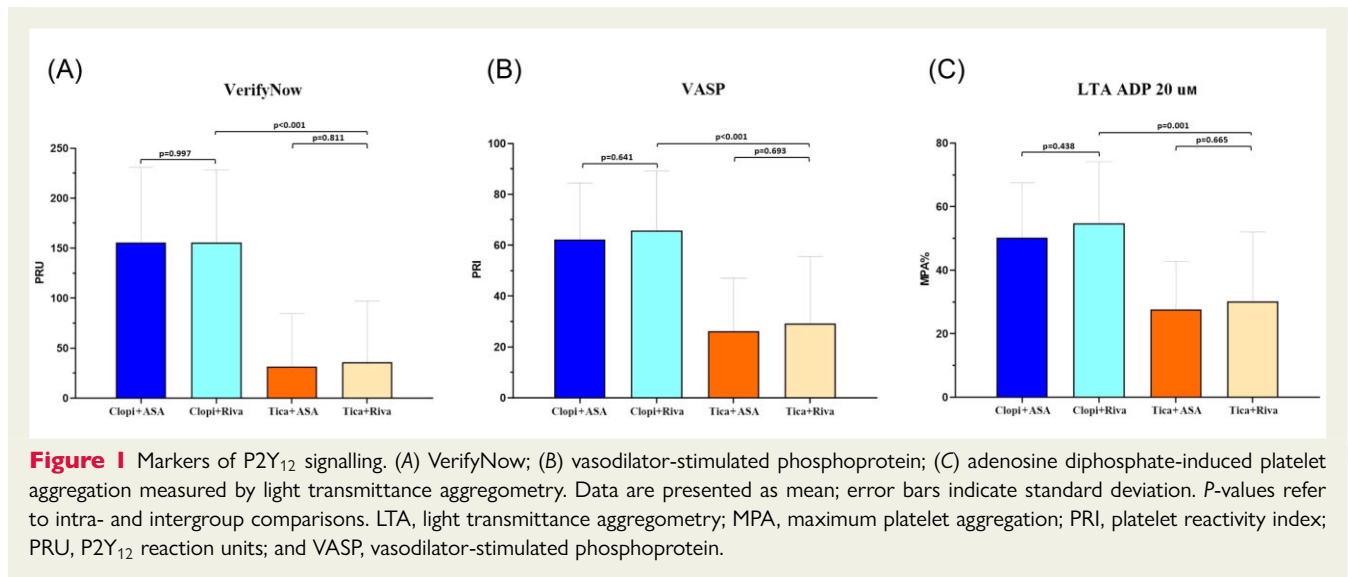 (A)
VerifyNow
p<0.001
p=0.811
p=0.997
250
200
150
100
50
0
PRU
Clopi+ASA Clopi+Riva Tica+ASA Tica+Riva
(B)
VASP
p<0.001
p=0.693
p=0.641
100
80
60
40
20
0
PRI
Clopi+ASA Clopi+Riva Tica+ASA Tica+Riva
(C)
LTA ADP 20 uм
p=0.001
p=0.665
p=0.438
80
60
40
20
0
MPA%
Clopi+ASA Clopi+Riva Tica+ASA Tica+Riva
Figure 1 Markers of P2Y₁₂ signalling. (A) VerifyNow; (B) vasodilator-stimulated phosphoprotein; (C) adenosine diphosphate-induced platelet
aggregation measured by light transmittance aggregometry. Data are presented as mean; error bars indicate standard deviation. P-values refer
to intra- and intergroup comparisons. LTA, light transmittance aggregometry; MPA, maximum platelet aggregation; PRI, platelet reactivity index;
PRU, P2Y₁₂ reaction units; and VASP, vasodilator-stimulated phosphoprotein.